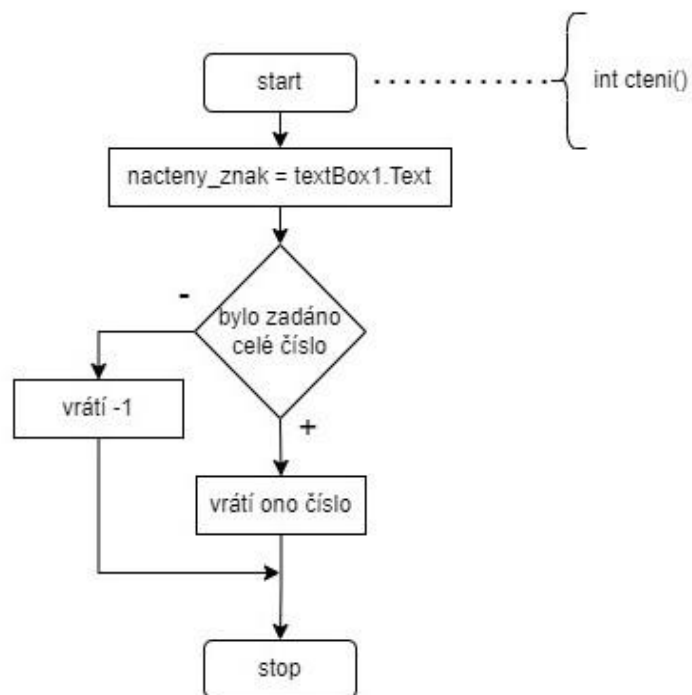 start
int cteni()
nacteny_znak = textBox1.Text
-
bylo zadáno
celé číslo
vrátí -1
+
vrátí ono číslo
stop